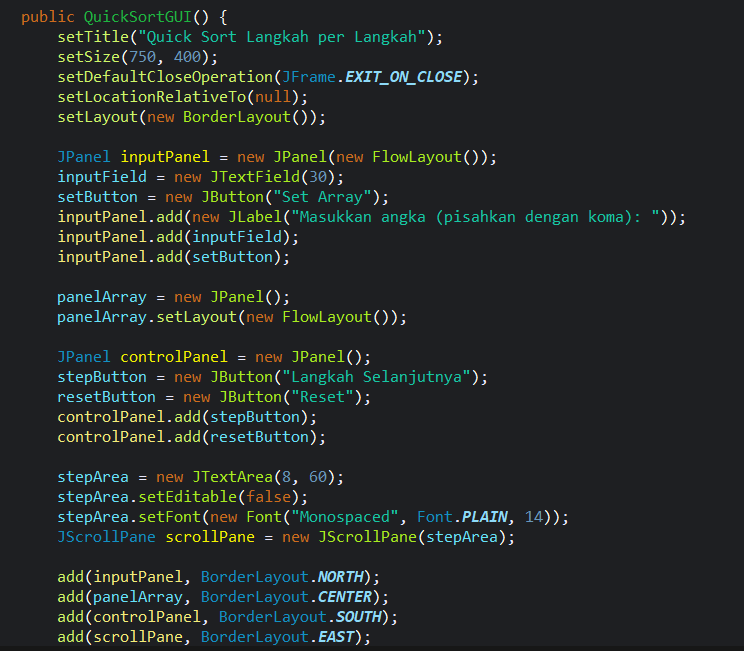 public QuickSortGUI() {
setTitle("Quick Sort Langkah per Langkah");
setSize(750, 400);
setDefaultCloseOperation(JFrame.EXIT_ON_CLOSE);
setLocationRelativeTo(null);
setLayout(new BorderLayout());
JPanel inputPanel = new JPanel(new FlowLayout());
inputField = new JTextField(30);
setButton = new JButton("Set Array");
inputPanel.add(new JLabel("Masukkan angka (pisahkan dengan koma): "));
inputPanel.add(inputField);
inputPanel.add(setButton);
panelArray = new JPanel();
panelArray.setLayout(new FlowLayout());
JPanel controlPanel = new JPanel();
stepButton = new JButton("Langkah Selanjutnya");
resetButton = new JButton("Reset");
controlPanel.add(stepButton);
controlPanel.add(resetButton);
stepArea = new JTextArea(8, 60);
stepArea.setEditable(false);
stepArea.setFont(new Font("Monospaced", Font.PLAIN, 14));
JScrollPane scrollPane = new JScrollPane(stepArea);
add(inputPanel, BorderLayout.NORTH);
add(panelArray, BorderLayout.CENTER);
add(controlPanel, BorderLayout.SOUTH);
add(scrollPane, BorderLayout.EAST);